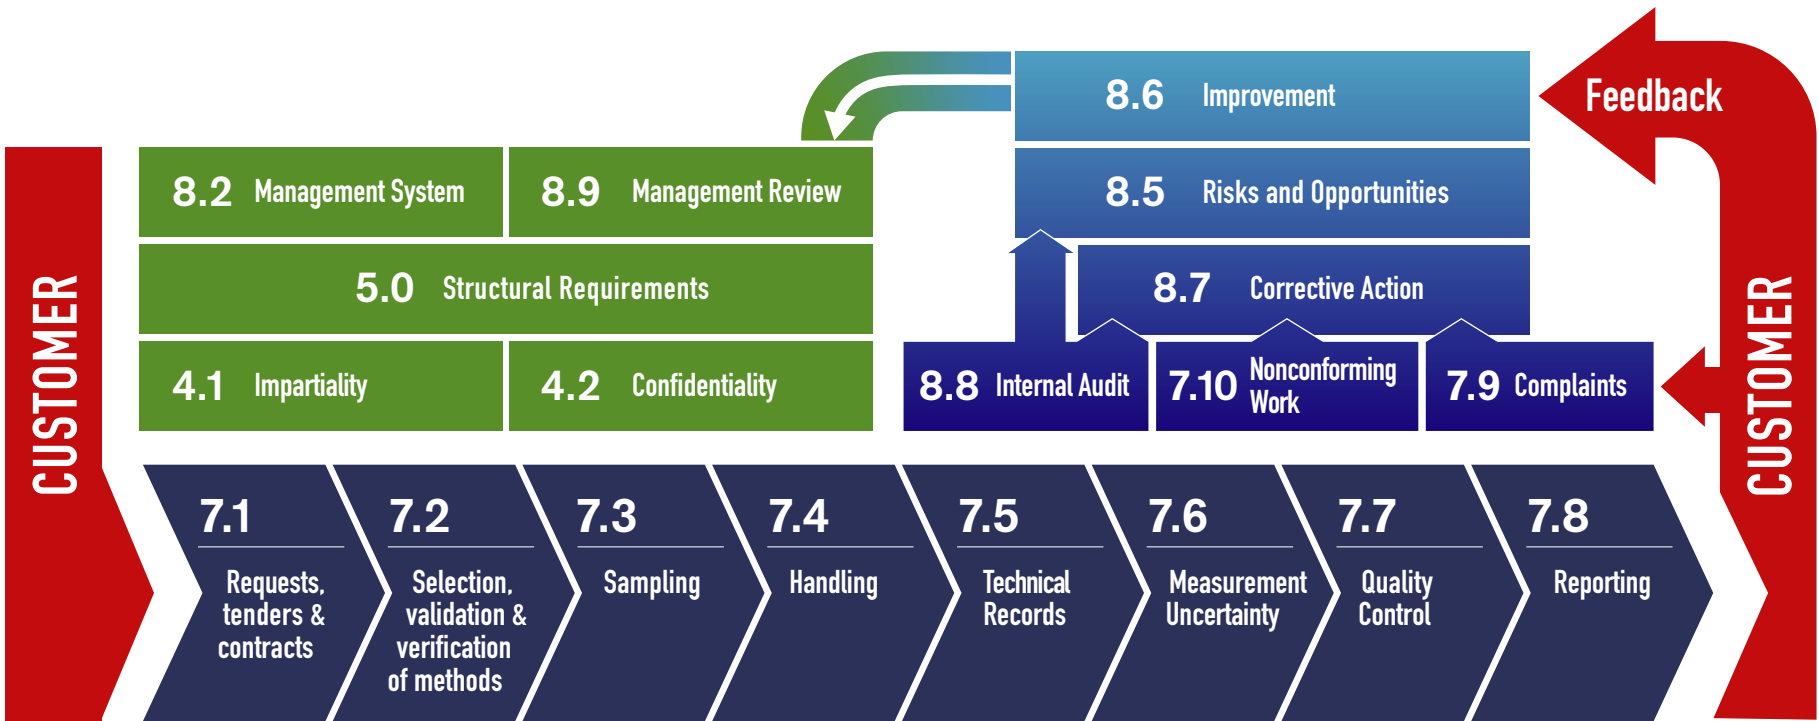 CUSTOMER
8.2 Management System
8.9 Management Review
5.0 Structural Requirements
4.1 Impartiality
4.2 Confidentiality
8.6 Improvement
8.5 Risks and Opportunities
8.7 Corrective Action
8.8 Internal Audit
7.10 Nonconforming
Work
7.9 Complaints
Feedback
CUSTOMER
7.1
Requests,
tenders &
contracts
7.2
Selection,
validation &
verification
of methods
7.3
Sampling
7.4
Handling
7.5
Technical
Records
7.6
Measurement
Uncertainty
7.7
Quality
Control
7.8
Reporting